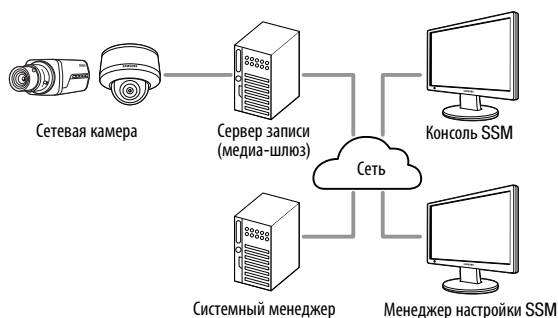 Сетевая камера
Сервер записи
(медиа-шлюз)
Консоль SSM
Сеть
Системный менеджер
Менеджер настройки SSM